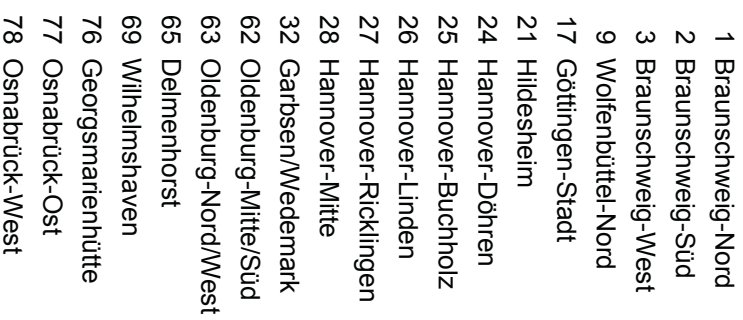 1 Braunschweig-Nord
2 Braunschweig-Süd
3 Braunschweig-West
9 Wolfenbüttel-Nord
17 Göttingen-Stadt
21 Hildesheim
24 Hannover-Döhren
25 Hannover-Buchholz
26 Hannover-Linden
27 Hannover-Ricklingen
28 Hannover-Mitte
32 Garbsen/Wedemark
62 Oldenburg-Mitte/Süd
63 Oldenburg-Nord/West
65 Delmenhorst
69 Wilhelmshaven
76 Georgsmarienhütte
77 Osnabrück-Ost
78 Osnabrück-West